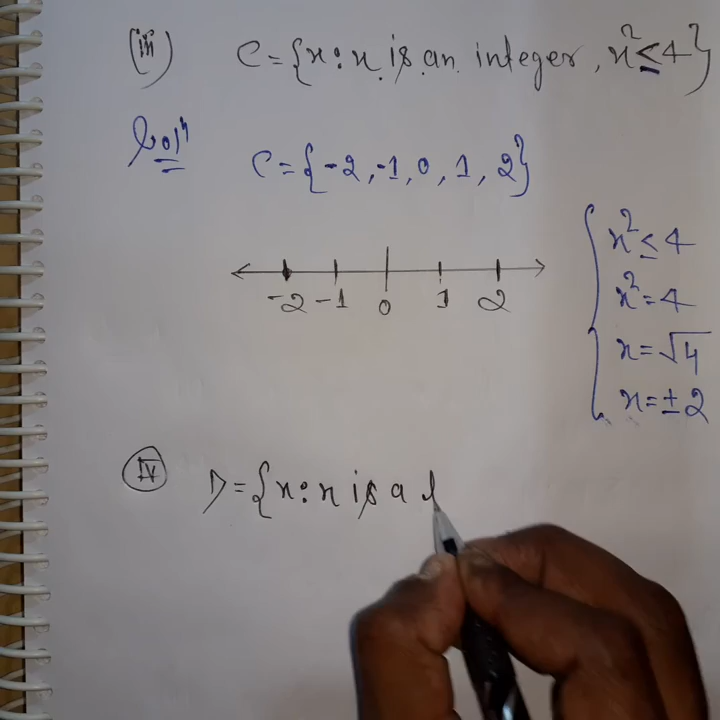 (iii) C={x:x is an integer, x²≤4}
Solⁿ C={-2,-1,0,1,2}
x²≤4
x²=4
x=√4
x=±2
-2 -1 0 1 2
(IV) D={x:x is a l